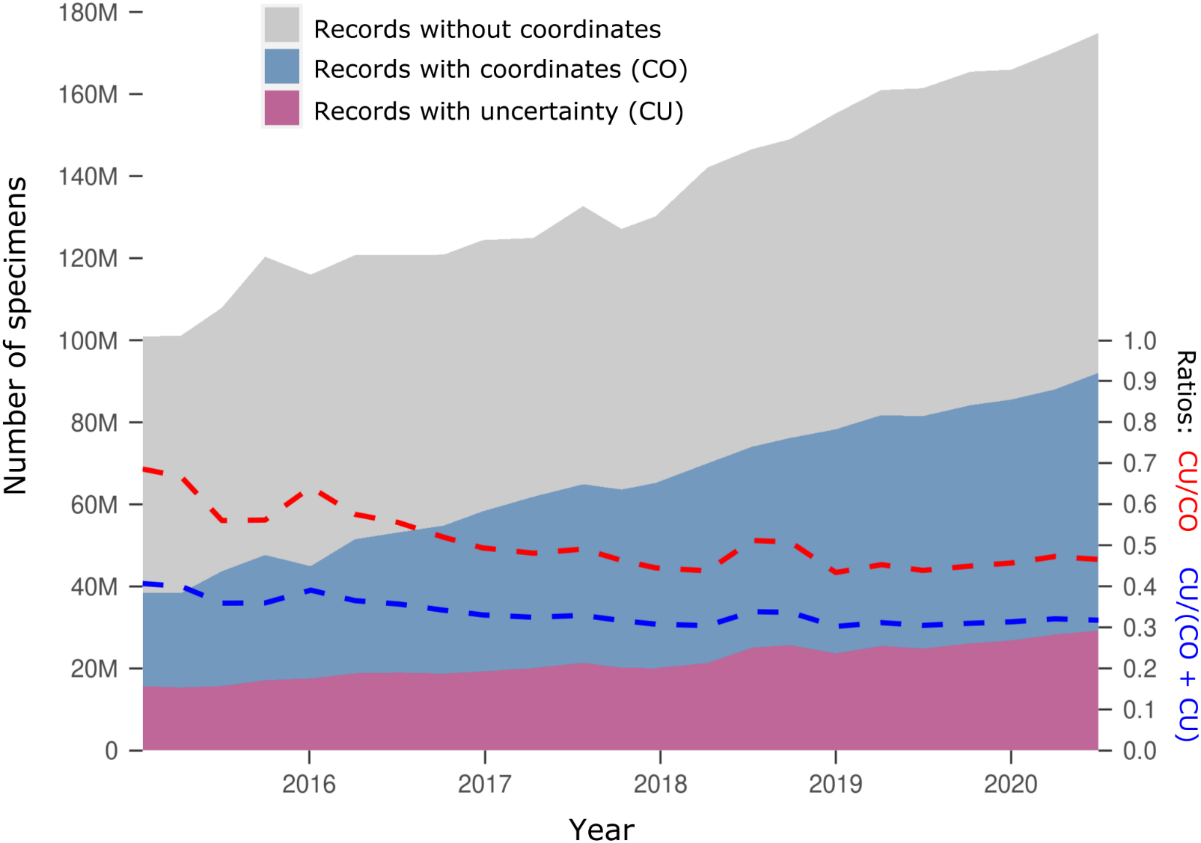 Records without coordinates
Records with coordinates (CO)
Records with uncertainty (CU)
Number of specimens
180M
160M
140M
120M
100M
80M
60M
40M
20M
0
1.0
0.9
0.8
0.7
0.6
0.5
0.4
0.3
0.2
0.1
0.0
Ratios: CU/CO CU/(CO + CU)
2016 2017 2018 2019 2020
Year